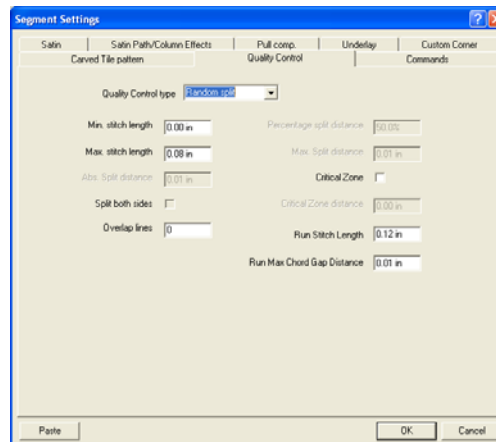 Segment Settings
Satin
Satin Path/Column Effects
Pull comp.
Underlay
Custom Corner
Carved Tile pattern
Quality Control
Commands
Quality Control type
Random split
Min. stitch length
0.00 in
Percentage split distance
50.0%
Max. stitch length
0.08 in
Max. Split distance
0.01 in
Abs. Split distance
0.01 in
Critical Zone
Split both sides
Critical Zone distance
0.00 in
Overlap lines
0
Run Stitch Length
0.12 in
Run Max Chord Gap Distance
0.01 in
Paste
OK
Cancel